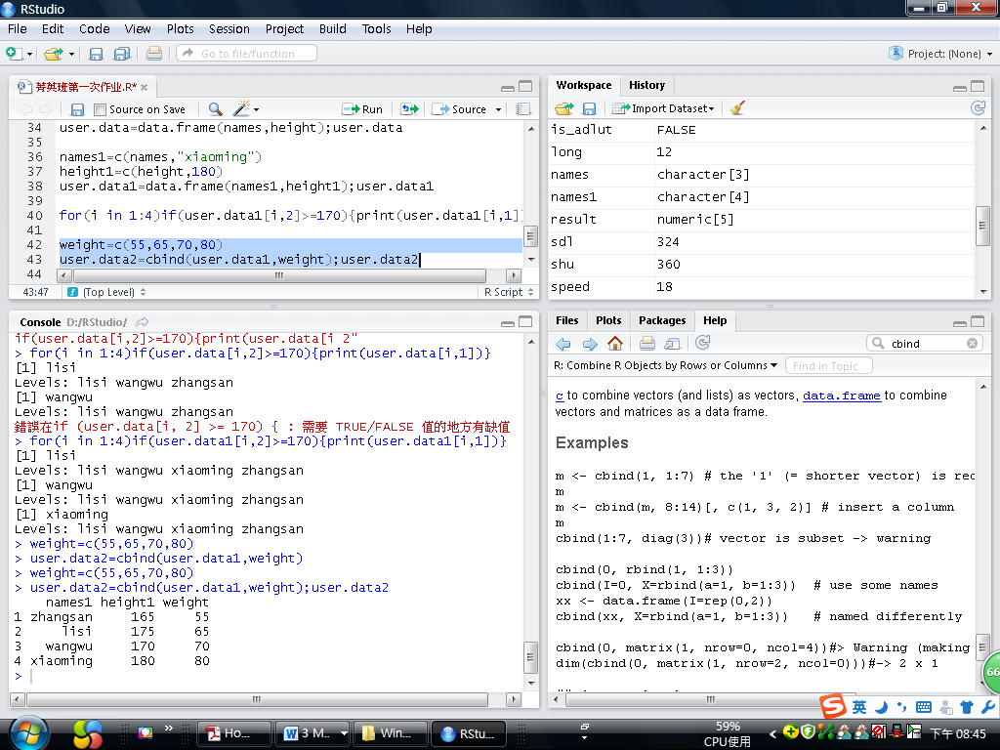 RStudio
File Edit Code View Plots Session Project Build Tools Help
Go to file/function
Project: (None)
菁英班第一次作业.R*
Source on Save
Run
Source
34 user.data=data.frame(names,height);user.data
35
36 names1=c(names,"xiaoming")
37 height1=c(height,180)
38 user.data1=data.frame(names1,height1);user.data1
39
40 for(i in 1:4)if(user.data1[i,2]>=170){print(user.data1[i,1]
41
42 weight=c(55,65,70,80)
43 user.data2=cbind(user.data1,weight);user.data2
44
43:47 (Top Level) R Script
Console D:/RStudio/
if(user.data[i,2]>=170){print(user.data[i 2"
> for(i in 1:4)if(user.data[i,2]>=170){print(user.data[i,1])}
[1] lisi
Levels: lisi wangwu zhangsan
[1] wangwu
Levels: lisi wangwu zhangsan
錯誤在if (user.data[i, 2] >= 170) { : 需要 TRUE/FALSE 值的地方有缺值
> for(i in 1:4)if(user.data1[i,2]>=170){print(user.data1[i,1])}
[1] lisi
Levels: lisi wangwu xiaoming zhangsan
[1] wangwu
Levels: lisi wangwu xiaoming zhangsan
[1] xiaoming
Levels: lisi wangwu xiaoming zhangsan
> weight=c(55,65,70,80)
> user.data2=cbind(user.data1,weight)
> weight=c(55,65,70,80)
> user.data2=cbind(user.data1,weight);user.data2
names1 height1 weight
1 zhangsan 165 55
2 lisi 175 65
3 wangwu 170 70
4 xiaoming 180 80
>
Workspace History
Import Dataset
is_adlut FALSE
long 12
names character[3]
names1 character[4]
result numeric[5]
sdl 324
shu 360
speed 18
Files Plots Packages Help
cbind
R: Combine R Objects by Rows or Columns
Find in Topic
c to combine vectors (and lists) as vectors, data.frame to combine
vectors and matrices as a data frame.
Examples
m <- cbind(1, 1:7) # the '1' (= shorter vector) is rec
m
m <- cbind(m, 8:14)[, c(1, 3, 2)] # insert a column
m
cbind(1:7, diag(3))# vector is subset -> warning
cbind(0, rbind(1, 1:3))
cbind(I=0, X=rbind(a=1, b=1:3)) # use some names
xx <- data.frame(I=rep(0,2))
cbind(xx, X=rbind(a=1, b=1:3)) # named differently
cbind(0, matrix(1, nrow=0, ncol=4))#> Warning (making
dim(cbind(0, matrix(1, nrow=2, ncol=0)))#-> 2 x 1
66
S 英
Ho...
3 M...
Win...
RStu...
59%
CPU使用
下午 08:45